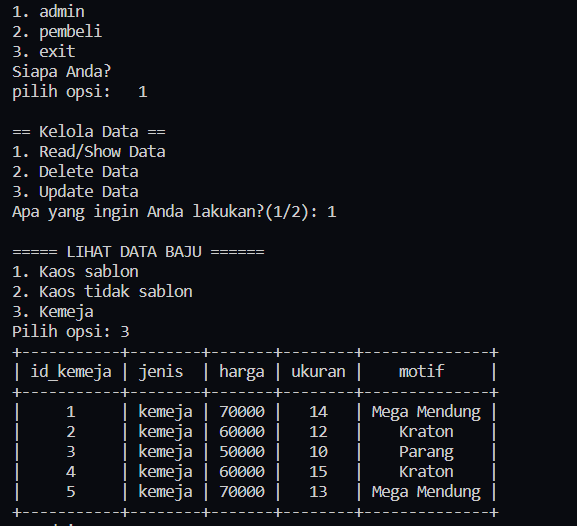 1. admin
2. pembeli
3. exit
Siapa Anda?
pilih opsi:   1

== Kelola Data ==
1. Read/Show Data
2. Delete Data
3. Update Data
Apa yang ingin Anda lakukan?(1/2): 1

===== LIHAT DATA BAJU ======
1. Kaos sablon
2. Kaos tidak sablon
3. Kemeja
Pilih opsi: 3
+-----------+--------+-------+--------+--------------+
| id_kemeja | jenis  | harga | ukuran |    motif     |
+-----------+--------+-------+--------+--------------+
|     1     | kemeja | 70000 |   14   | Mega Mendung |
|     2     | kemeja | 60000 |   12   |    Kraton    |
|     3     | kemeja | 50000 |   10   |    Parang    |
|     4     | kemeja | 60000 |   15   |    Kraton    |
|     5     | kemeja | 70000 |   13   | Mega Mendung |
+-----------+--------+-------+--------+--------------+